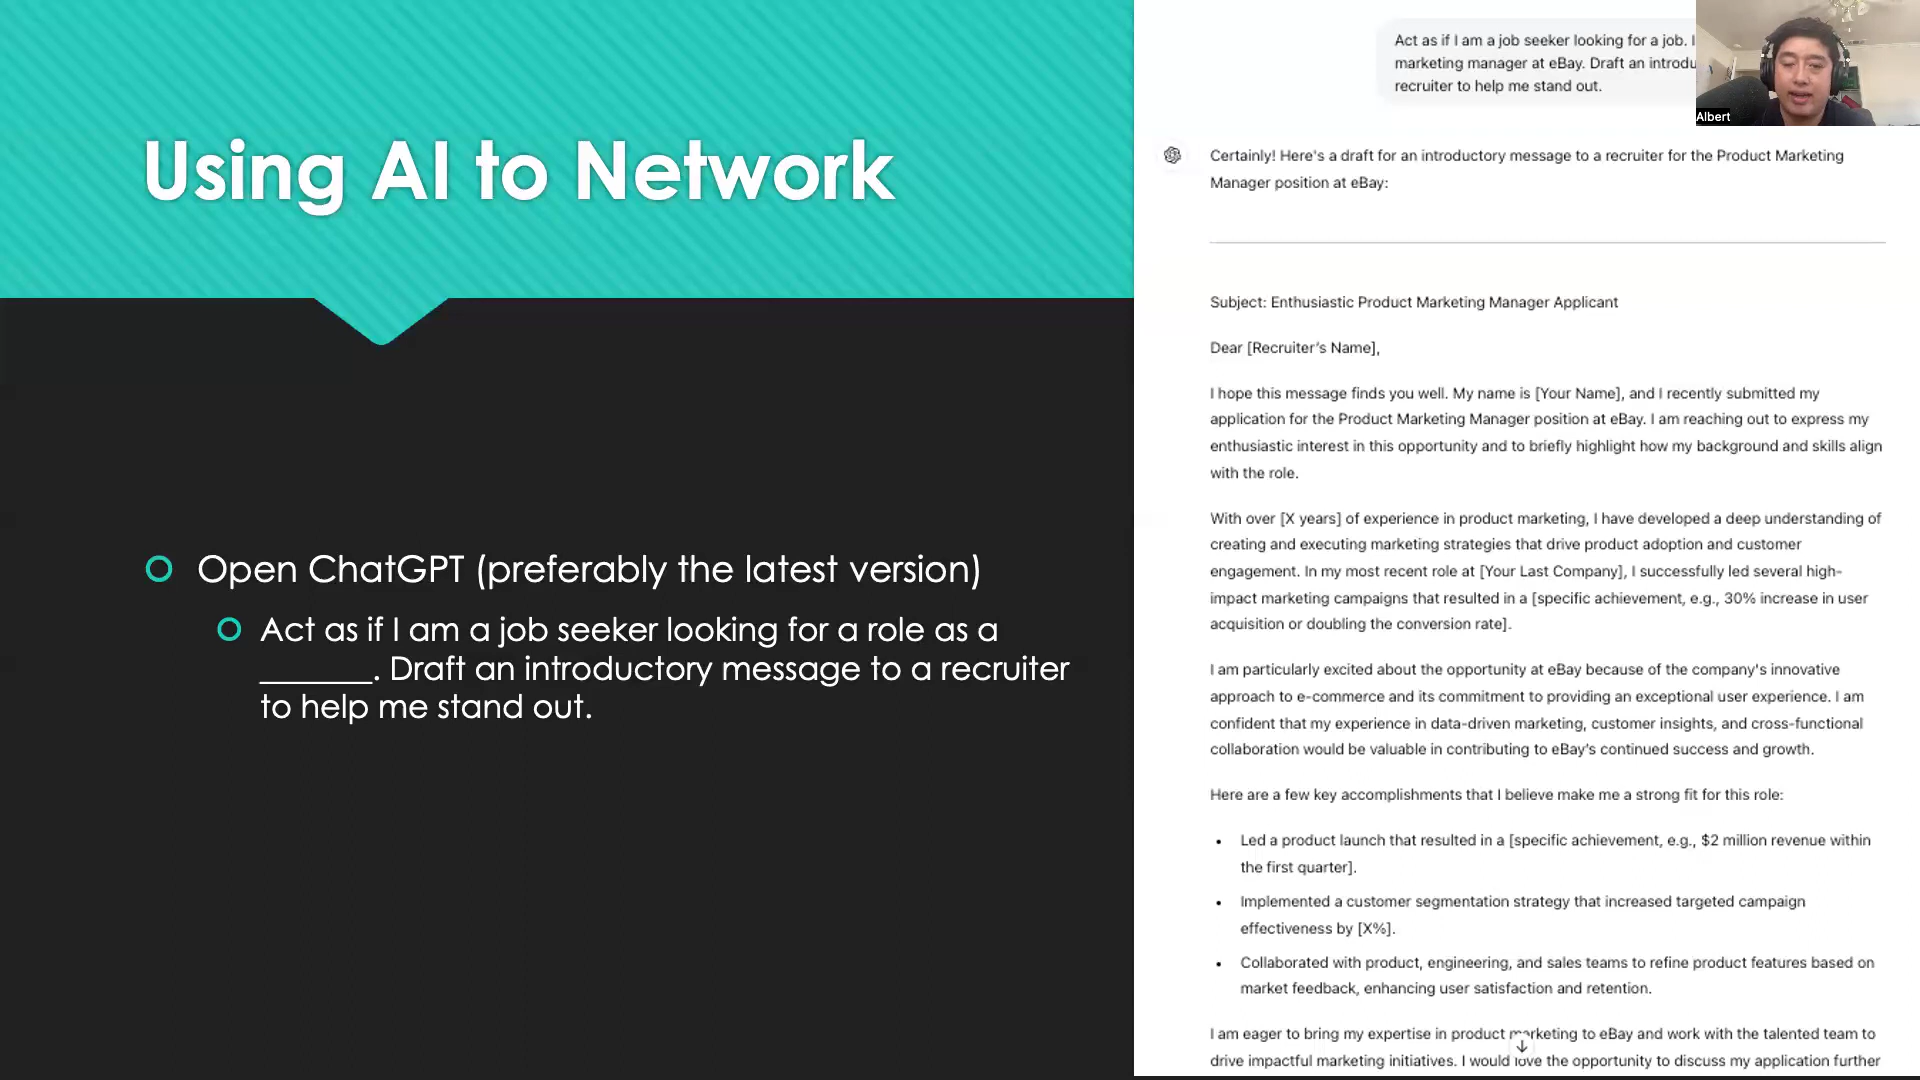 Using AI to Network
Open ChatGPT (preferably the latest version)
Act as if I am a job seeker looking for a role as a
_______. Draft an introductory message to a recruiter
to help me stand out.
Act as if I am a job seeker looking for a job. I
marketing manager at eBay. Draft an
recruiter to help me stand out.
Albert
Certainly! Here's a draft for an introductory message to a recruiter for the Product Marketing
Manager position at eBay:
Subject: Enthusiastic Product Marketing Manager Applicant
Dear [Recruiter's Name],
I hope this message finds you well. My name is [Your Name], and I recently submitted my
application for the Product Marketing Manager position at eBay. I am reaching out to express my
enthusiastic interest in this opportunity and to briefly highlight how my background and skills align
with the role.
With over [X years] of experience in product marketing, I have developed a deep understanding of
creating and executing marketing strategies that drive product adoption and customer
engagement. In my most recent role at [Your Last Company], I successfully led several high-
impact marketing campaigns that resulted in a [specific achievement, e.g., 30% increase in user
acquisition or doubling the conversion rate].
I am particularly excited about the opportunity at eBay because of the company's innovative
approach to e-commerce and its commitment to providing an exceptional user experience. I am
confident that my experience in data-driven marketing, customer insights, and cross-functional
collaboration would be valuable in contributing to eBay's continued success and growth.
Here are a few key accomplishments that I believe make me a strong fit for this role:
Led a product launch that resulted in a [specific achievement, e.g., $2 million revenue within
the first quarter].
Implemented a customer segmentation strategy that increased targeted campaign
effectiveness by [X%].
Collaborated with product, engineering, and sales teams to refine product features based on
market feedback, enhancing user satisfaction and retention.
I am eager to bring my expertise in product marketing to eBay and work with the talented team to
drive impactful marketing initiatives. I would love the opportunity to discuss my application further